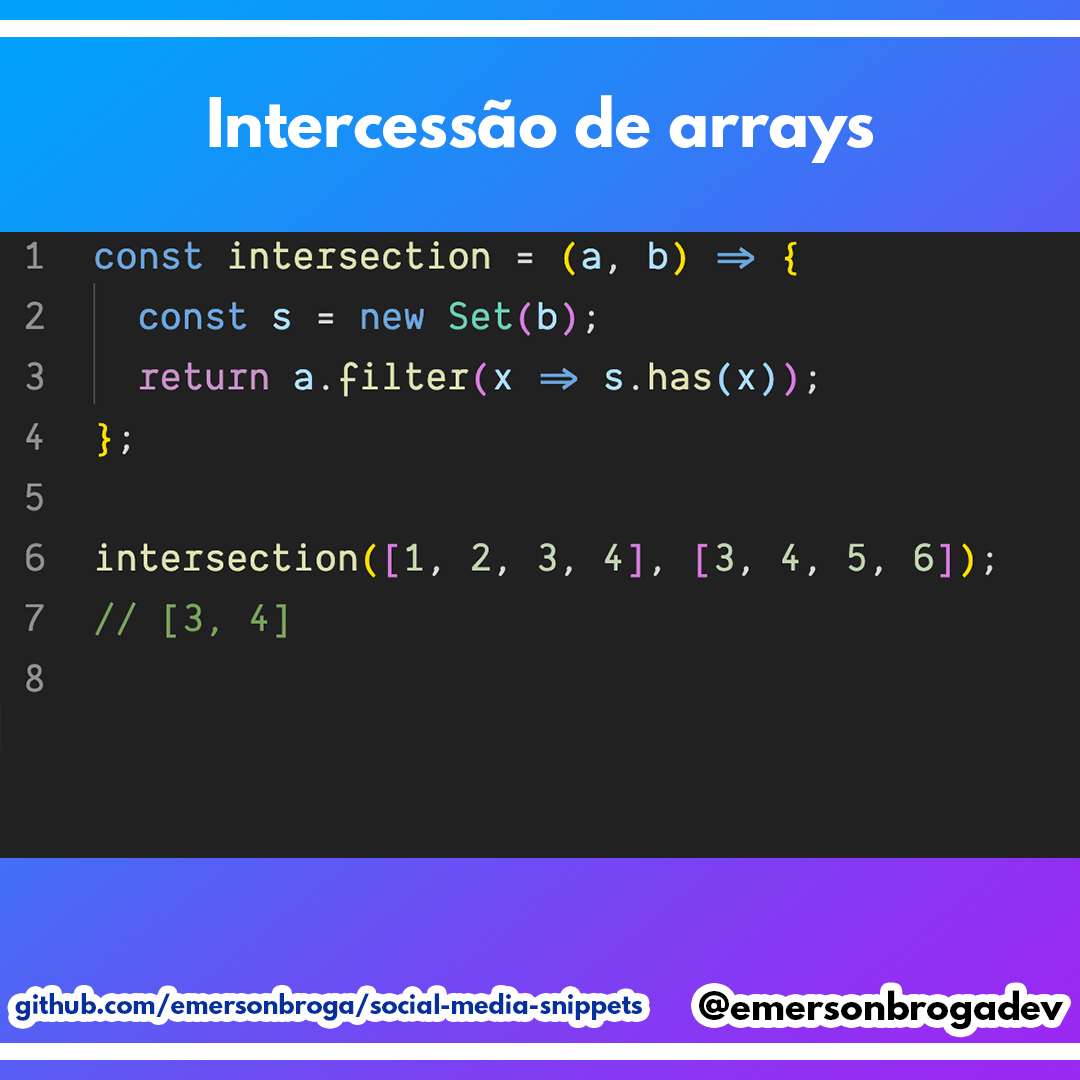 Intercessão de arrays
1 const intersection = (a, b) => {
2 const s = new Set(b);
3 return a.filter(x => s.has(x));
4 };
5
6 intersection([1, 2, 3, 4], [3, 4, 5, 6]);
7 // [3, 4]
8
github.com/emersonbroga/social-media-snippets
@emersonbrogadev